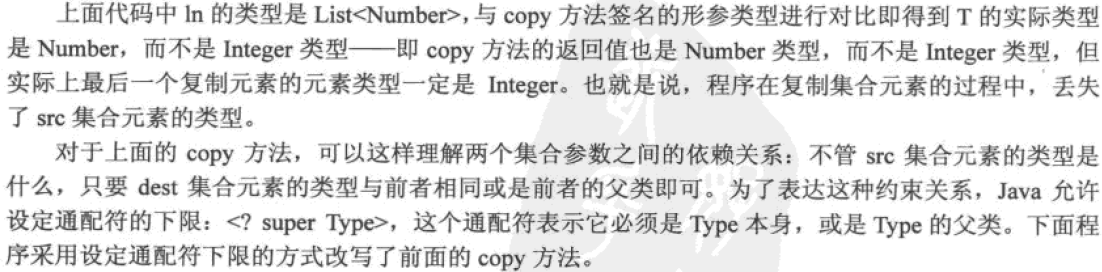 上面代码中 ln 的类型是 List<Number>，与 copy 方法签名的形参类型进行对比即得到 T 的实际类型
是 Number，而不是 Integer 类型——即 copy 方法的返回值也是 Number 类型，而不是 Integer 类型，但
实际上最后一个复制元素的元素类型一定是 Integer。也就是说，程序在复制集合元素的过程中，丢失
了 src 集合元素的类型。
对于上面的 copy 方法，可以这样理解两个集合参数之间的依赖关系：不管 src 集合元素的类型是
什么，只要 dest 集合元素的类型与前者相同或是前者的父类即可。为了表达这种约束关系，Java 允许
设定通配符的下限：<? super Type>，这个通配符表示它必须是 Type 本身，或是 Type 的父类。下面程
序采用设定通配符下限的方式改写了前面的 copy 方法。